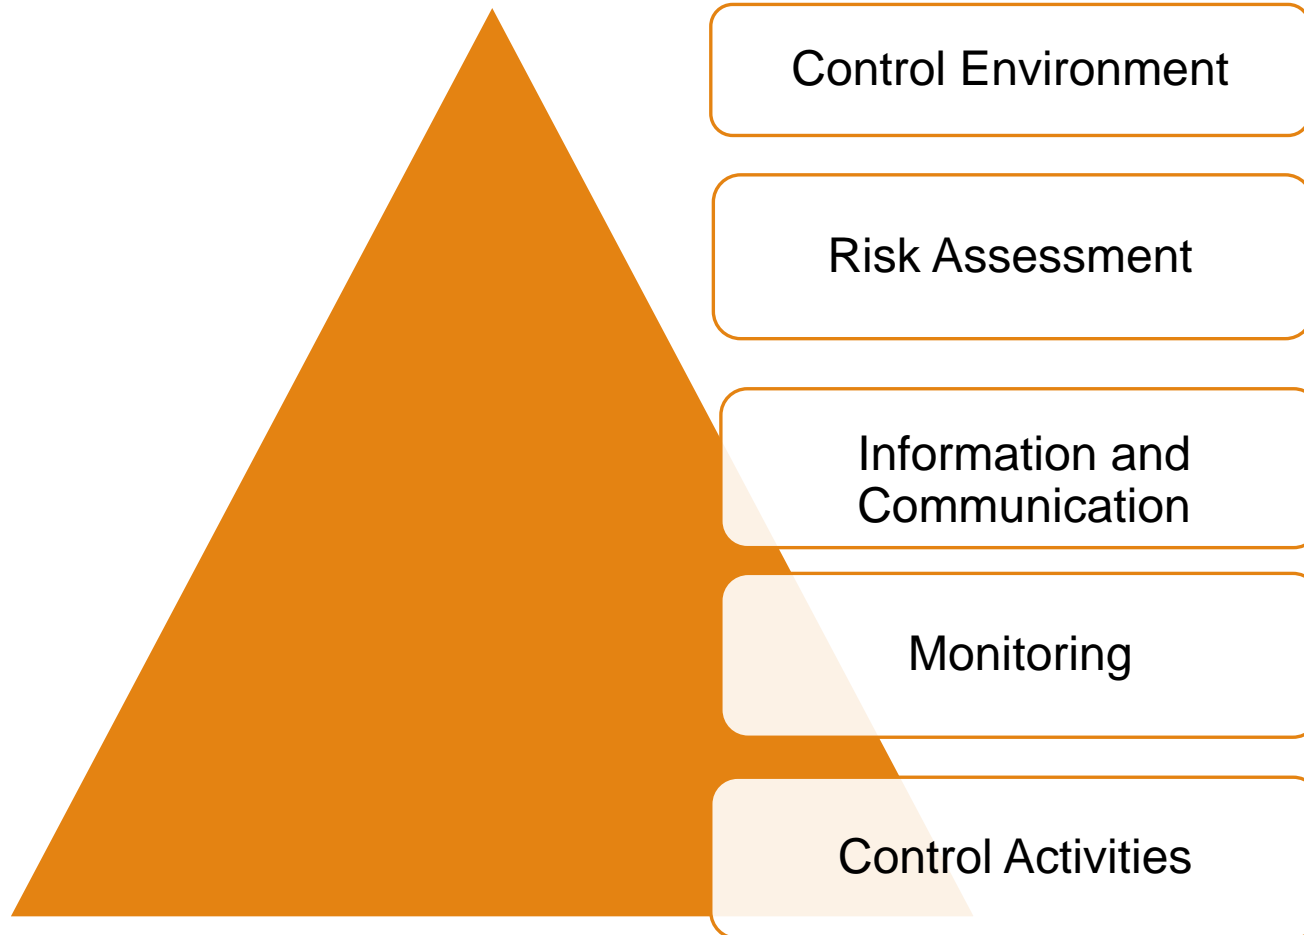 Control Environment
Risk Assessment
Information and
Communication
Monitoring
Control Activities